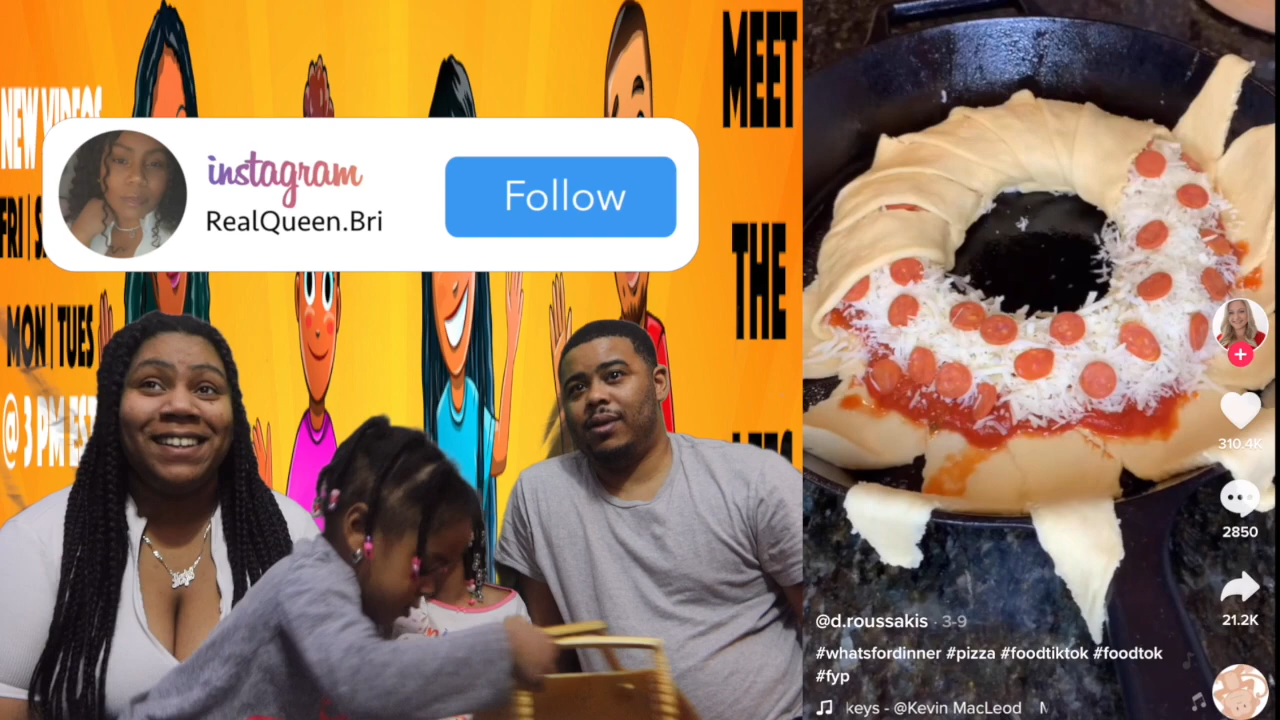 NEW VIDEOS
FRI | S
MON | TUES
@ 3 PM EST
instagram
RealQueen.Bri
Follow
MEET
THE
310.4K
2850
21.2K
@d.roussakis · 3-9
#whatsfordinner #pizza #foodtiktok #foodtok
#fyp
keys - @Kevin MacLeod